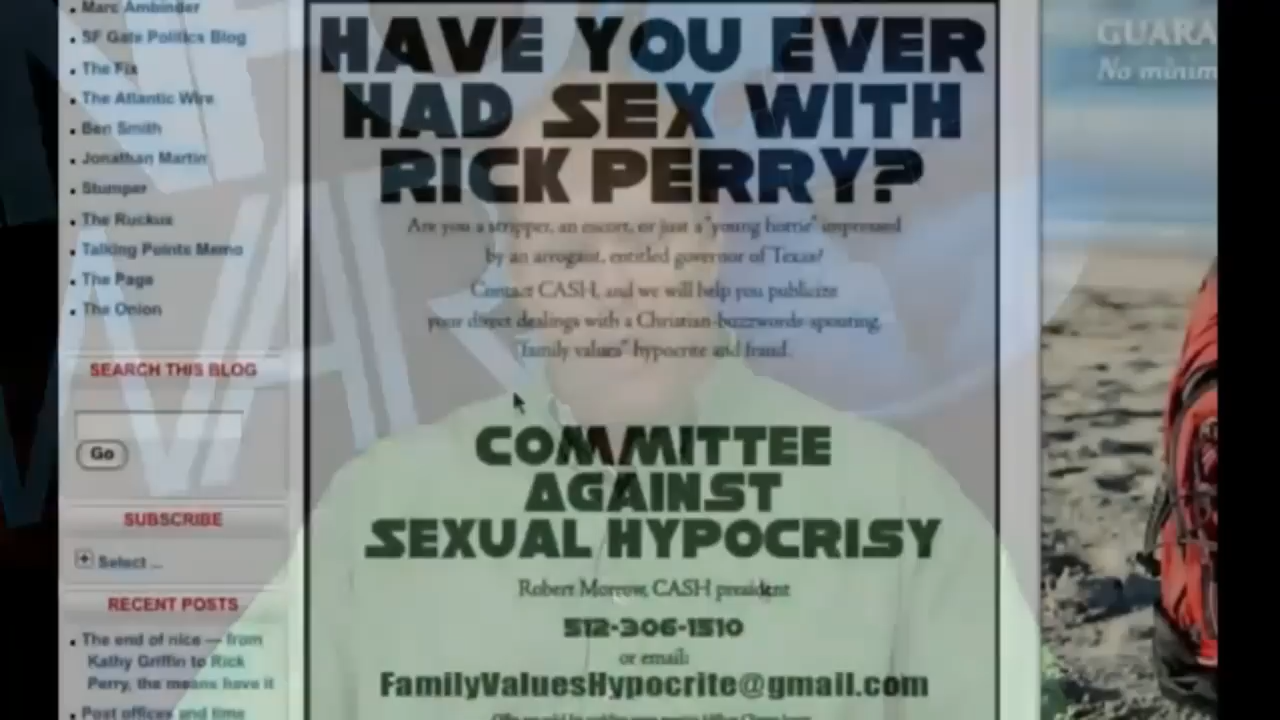 Marc Ambinder
SF Gate Politics Blog
The Fix
The Atlantic Wire
Ben Smith
Jonathan Martin
Stumper
The Ruckus
Talking Points Memo
The Page
The Onion
SEARCH THIS BLOG
Go
SUBSCRIBE
Select ...
RECENT POSTS
The end of nice — from
Kathy Griffin to Rick
Perry, the means have it
Post offices and time
HAVE YOU EVER
HAD SEX WITH
RICK PERRY?
Are you a stripper, an escort, or just a "young hottie" impressed
by an arrogant, entitled governor of Texas?
Contact CASH, and we will help you publicize
your direct dealings with a Christian-buzzwords-spouting,
"family values" hypocrite and fraud.
COMMITTEE
AGAINST
SEXUAL HYPOCRISY
Robert Morrow, CASH president
512-306-1510
or email:
FamilyValuesHypocrite@gmail.com
GUARA
No minim
WAR